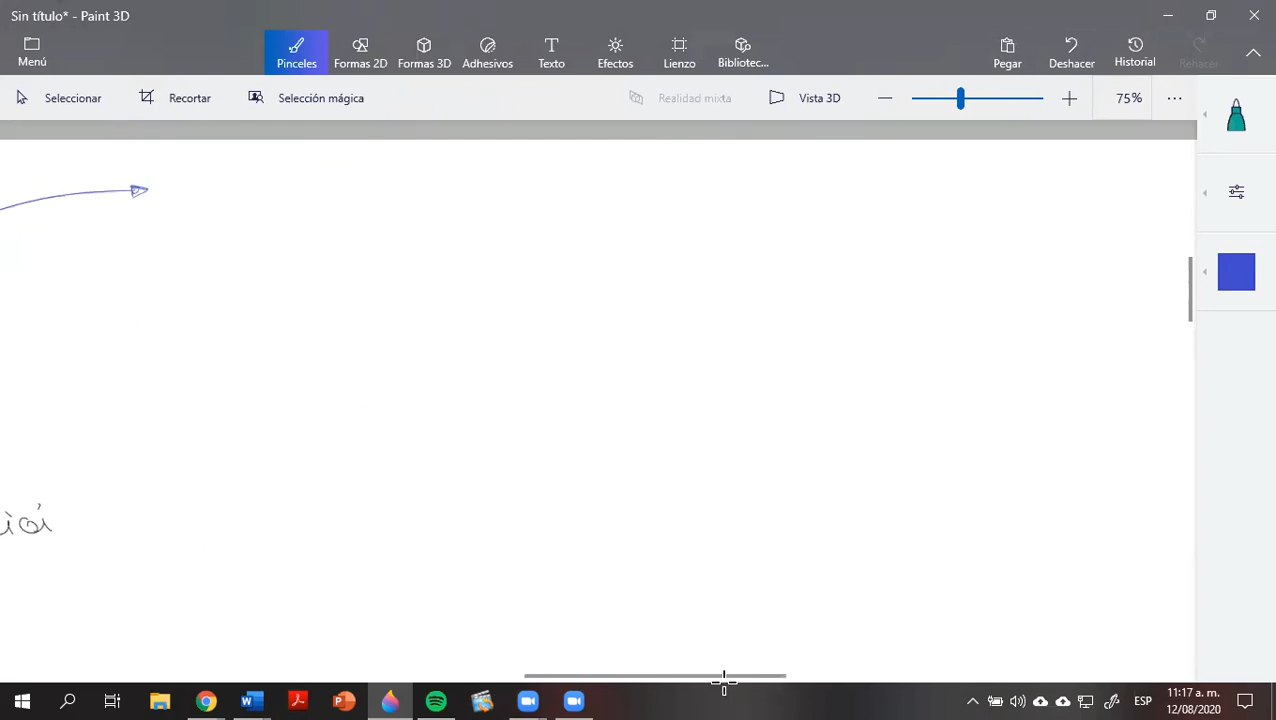 Sin título* - Paint 3D
Menú
Pinceles
Formas 2D
Formas 3D
Adhesivos
Texto
Efectos
Lienzo
Bibliotec...
Pegar
Deshacer
Historial
Rehacer
Seleccionar
Recortar
Selección mágica
Realidad mixta
Vista 3D
75%
ESP
11:17 a. m.
12/08/2020